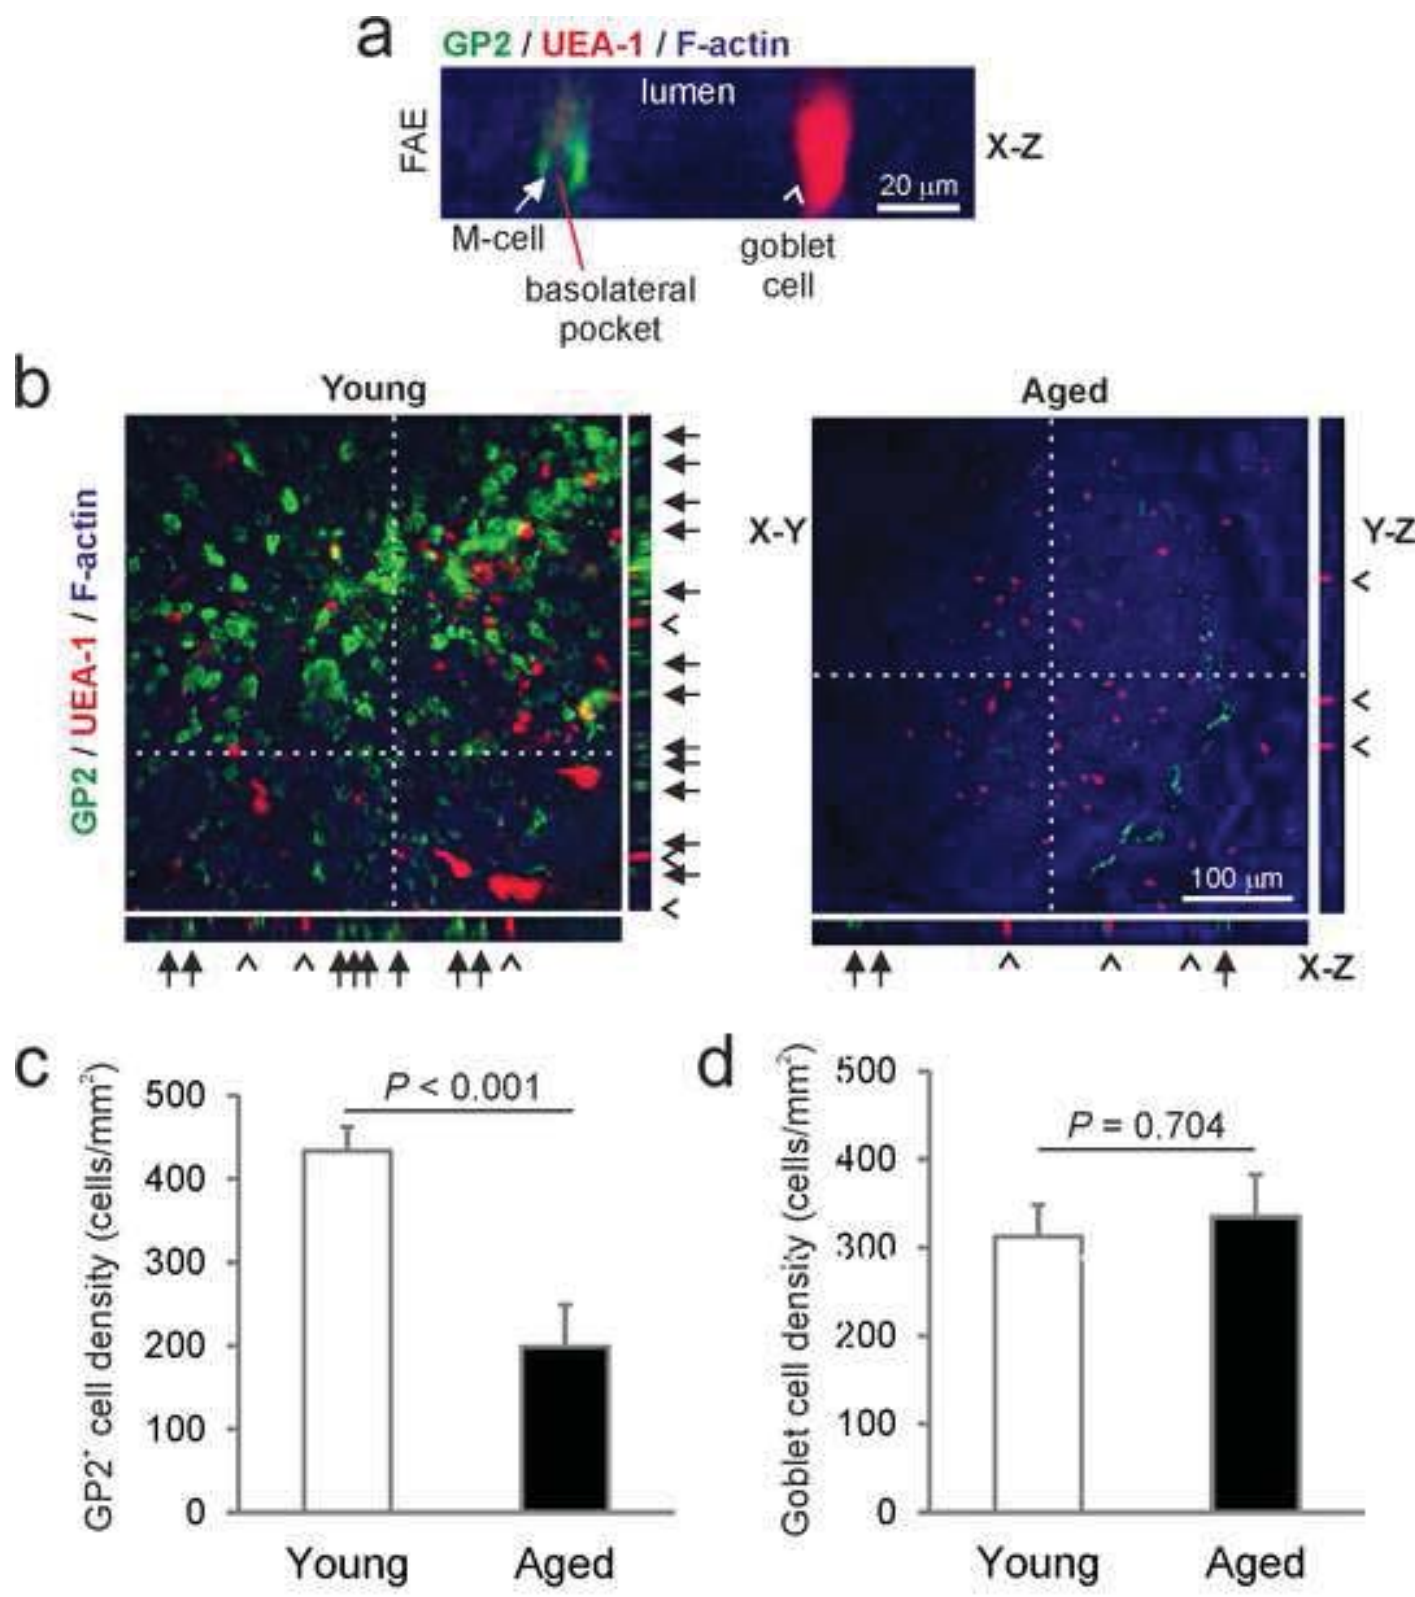 a
GP2 / UEA-1 / F-actin
lumen
FAE
X-Z
20 μm
M-cell
goblet
cell
basolateral
pocket
b
Young
Aged
GP2 / UEA-1 / F-actin
X-Y
Y-Z
100 μm
X-Z
c
GP2⁺ cell density (cells/mm²)
P < 0.001
500
400
300
200
100
0
Young
Aged
d
Goblet cell density (cells/mm²)
P = 0.704
500
400
300
200
100
0
Young
Aged